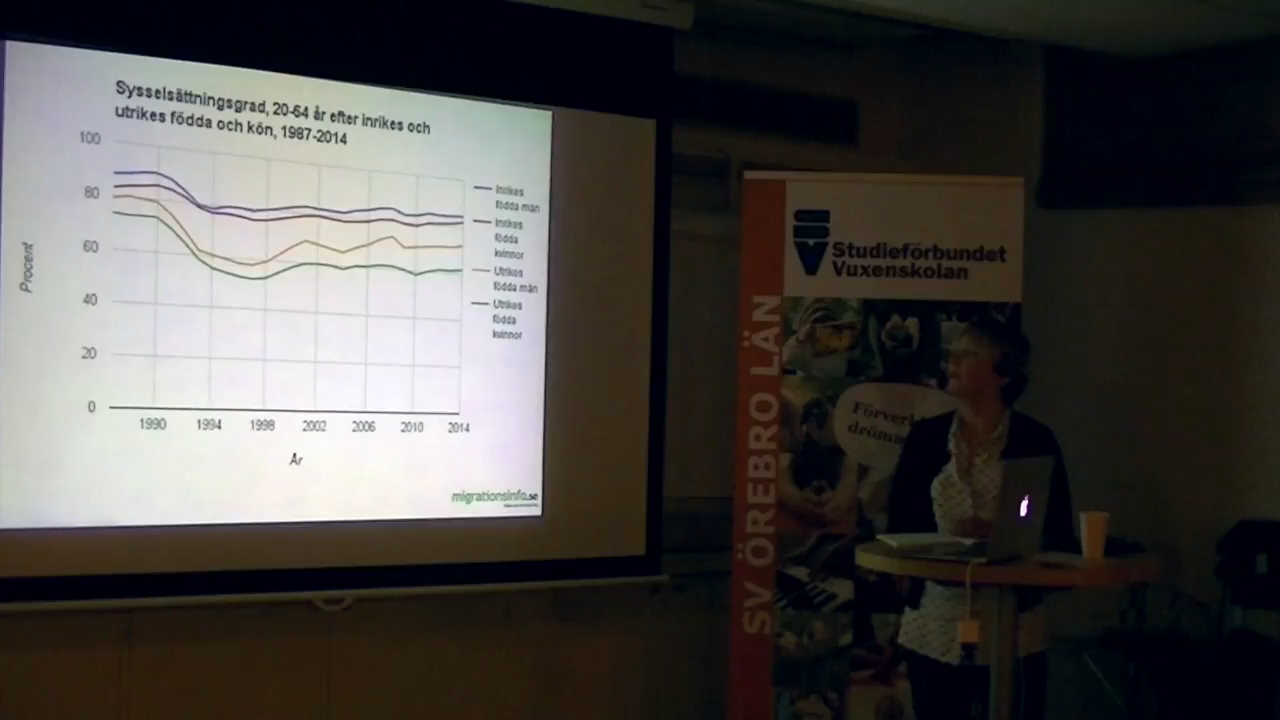 Sysselsättningsgrad, 20-64 år efter inrikes och
utrikes födda och kön, 1987-2014
100
80
60
40
20
0
Procent
1990 1994 1998 2002 2006 2010 2014
År
Inrikes
födda män
Inrikes
födda
kvinnor
Utrikes
födda män
Utrikes
födda
kvinnor
migrationsinfo.se
SV
Studieförbundet
Vuxenskolan
SV ÖREBRO LÄN